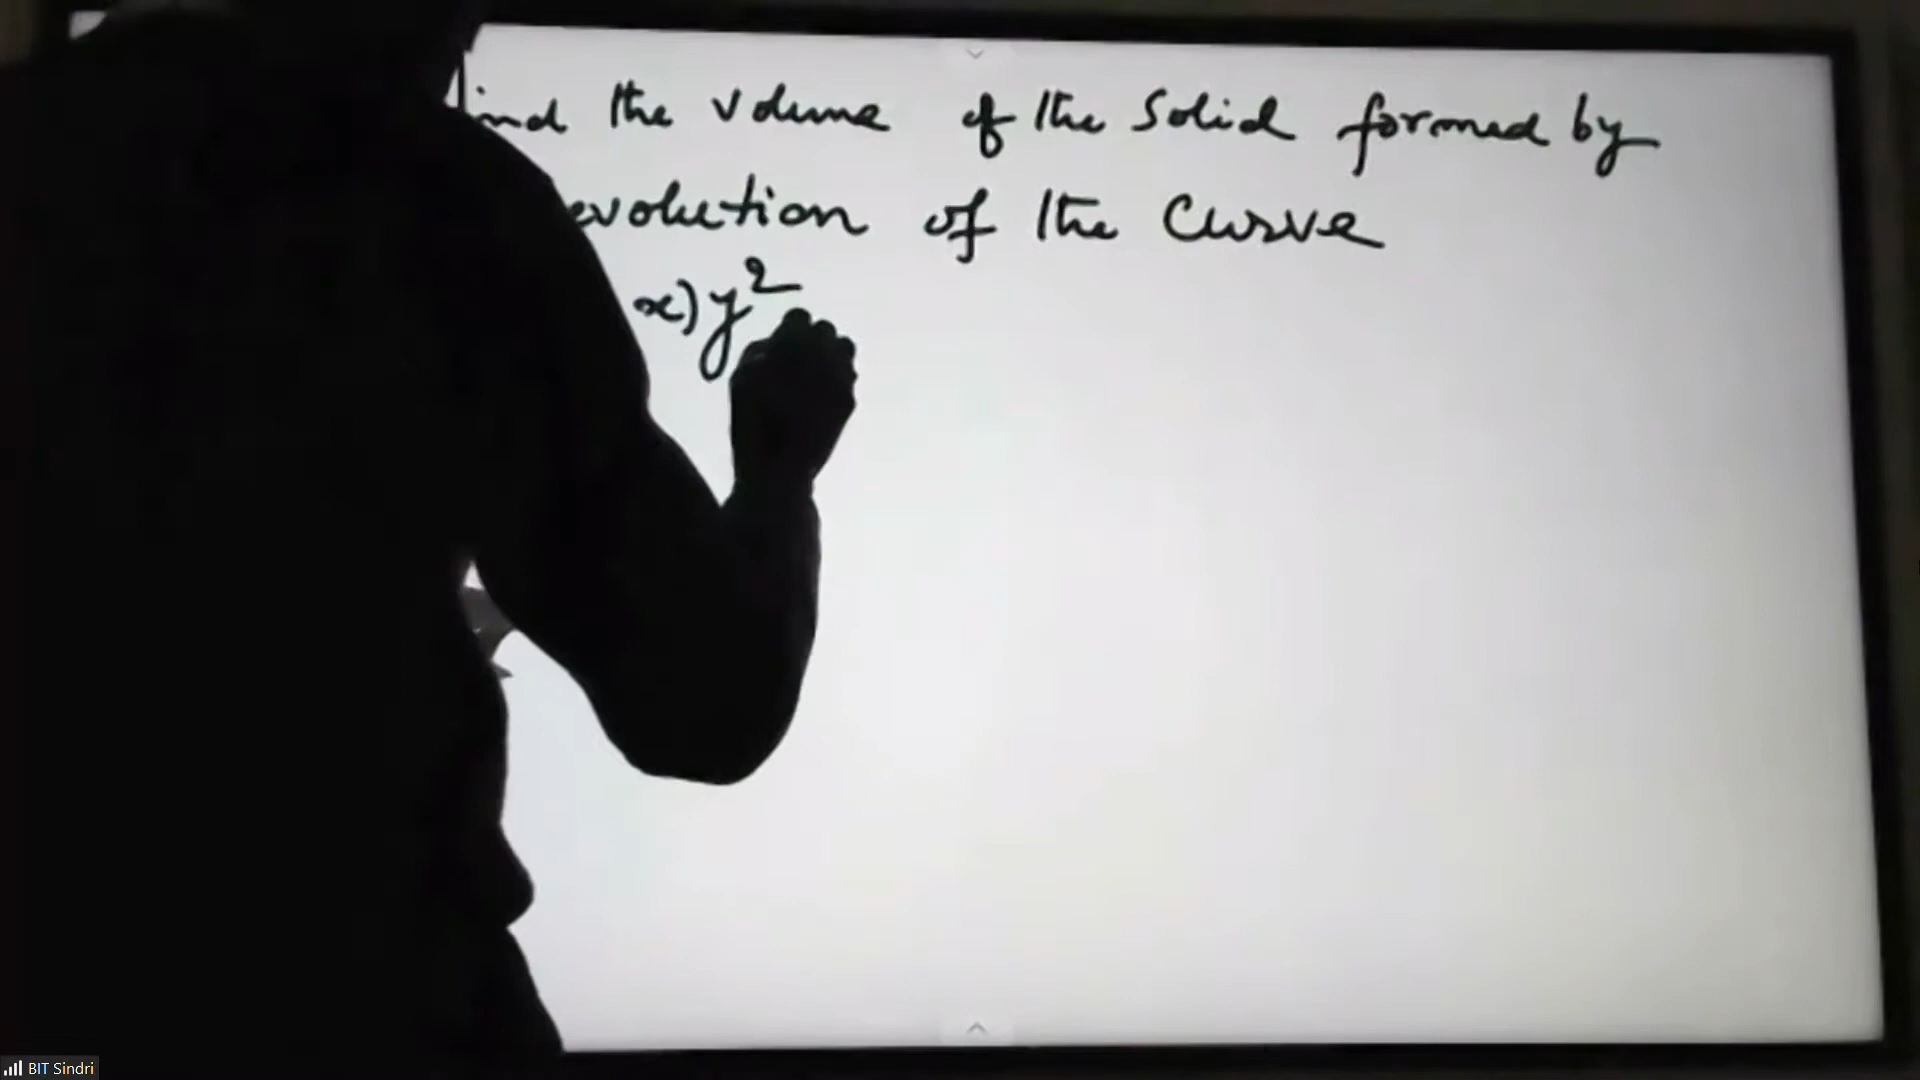 ind the volume of the Solid formed by
evolution of the Curve
x) y²
BIT Sindri